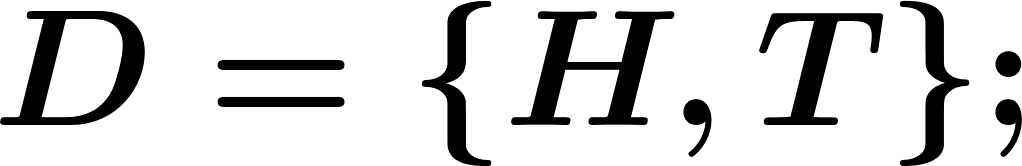 D = {H, T};